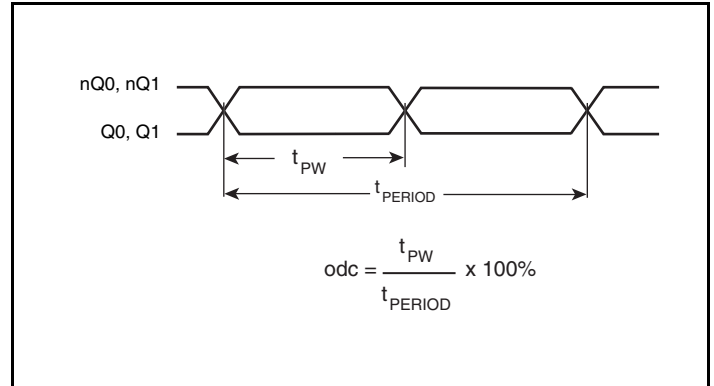 nQ0, nQ1
Q0, Q1
tPW
tPERIOD
odc = tPW / tPERIOD x 100%